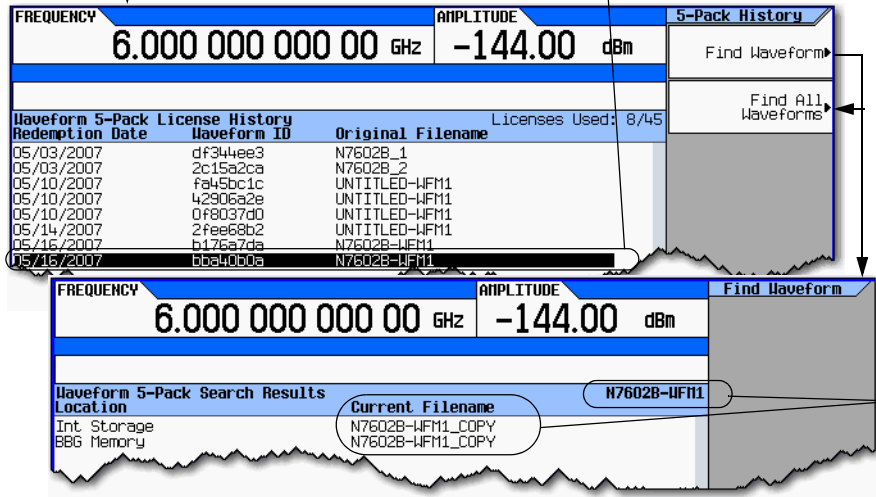 FREQUENCY AMPLITUDE 5-Pack History
6.000 000 000 00 GHz -144.00 dBm
Find Waveform
Find All
Waveforms
Waveform 5-Pack License History Licenses Used: 8/45
Redemption Date Waveform ID Original Filename
05/03/2007 df344ee3 N7602B_1
05/03/2007 2c15a2ca N7602B_2
05/10/2007 fa45bc1c UNTITLED-WFM1
05/10/2007 42906a2e UNTITLED-WFM1
05/10/2007 0f8037d0 UNTITLED-WFM1
05/14/2007 2fee68b2 UNTITLED-WFM1
05/16/2007 b176a7da N7602B-WFM1
05/16/2007 bba40b0a N7602B-WFM1
FREQUENCY AMPLITUDE Find Waveform
6.000 000 000 00 GHz -144.00 dBm
Waveform 5-Pack Search Results N7602B-WFM1
Location Current Filename
Int Storage N7602B-WFM1_COPY
BBG Memory N7602B-WFM1_COPY